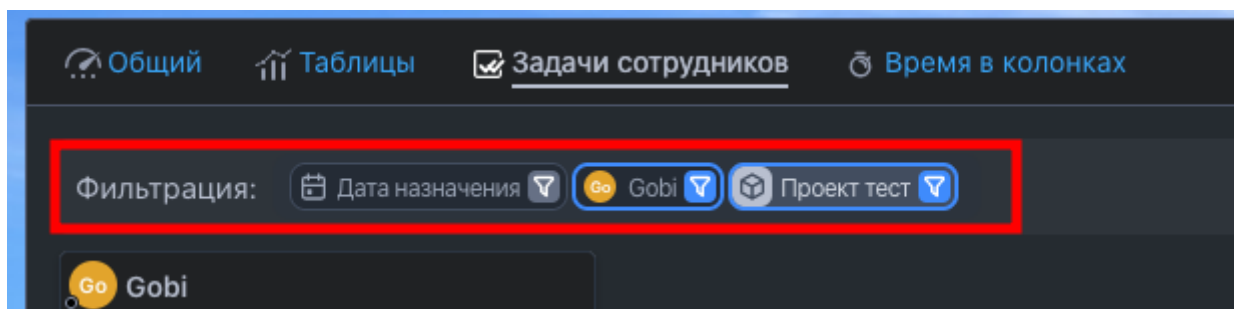 Общий Таблицы Задачи сотрудников Время в колонках
Фильтрация: Дата назначения Go Gobi Проект тест
Go Gobi